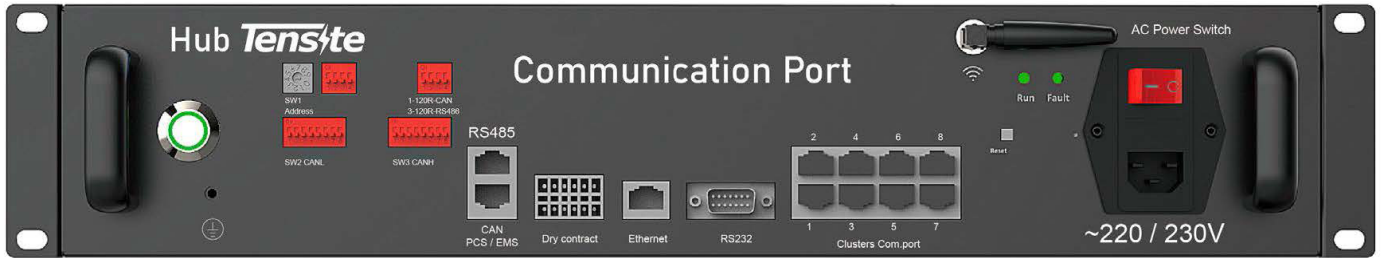 Hub Tensite
Communication Port
AC Power Switch
SW1
Address
1-120R-CAN
3-120R-RS486
SW2 CANL
SW3 CANH
RS485
CAN
PCS / EMS
Dry contract
Ethernet
RS232
2 4 6 8
1 3 5 7
Clusters Com.port
Run Fault
Reset
~220 / 230V